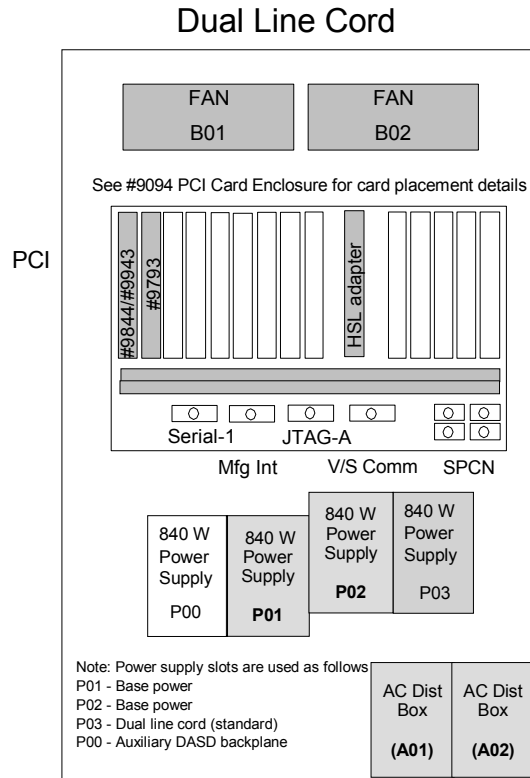 Dual Line Cord
FAN
B01
FAN
B02
See #9094 PCI Card Enclosure for card placement details
PCI
#9844/#9943
#9793
HSL adapter
Serial-1
JTAG-A
Mfg Int
V/S Comm
SPCN
840 W
Power
Supply
P00
840 W
Power
Supply
P01
840 W
Power
Supply
P02
840 W
Power
Supply
P03
Note: Power supply slots are used as follows
P01 - Base power
P02 - Base power
P03 - Dual line cord (standard)
P00 - Auxiliary DASD backplane
AC Dist
Box
(A01)
AC Dist
Box
(A02)